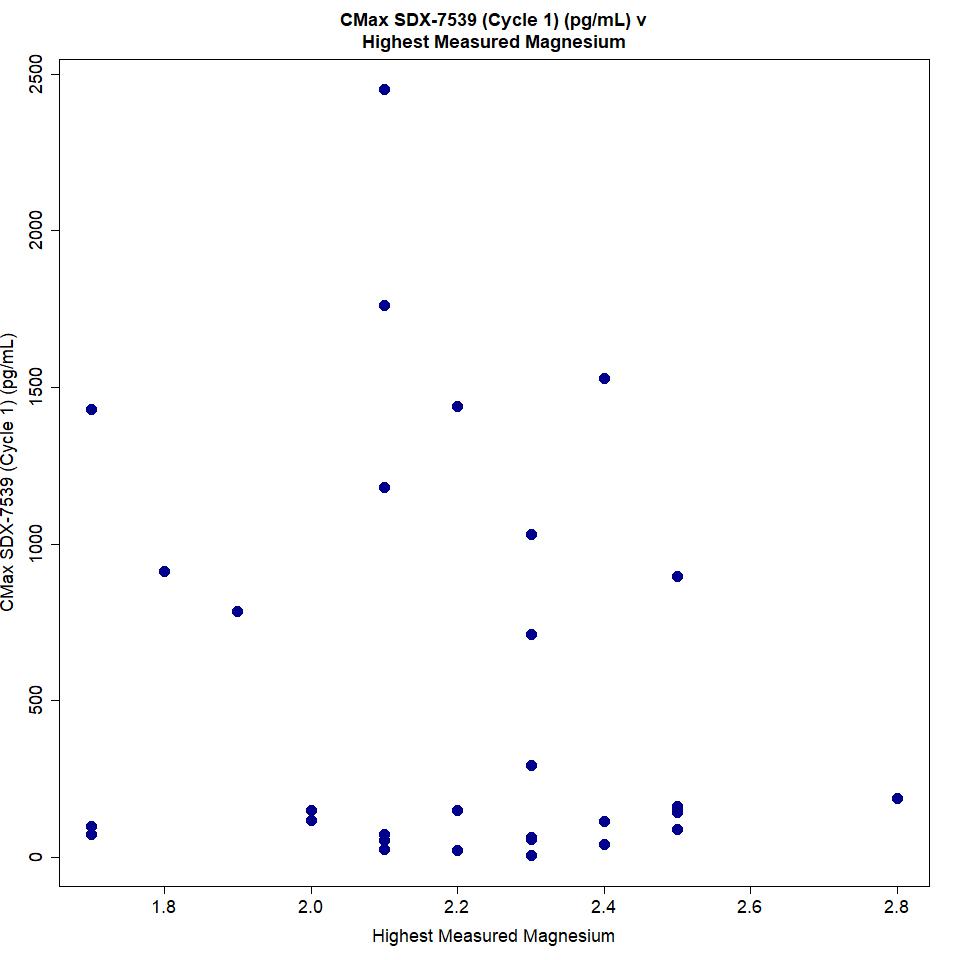 CMax SDX-7539 (Cycle 1) (pg/mL) v
Highest Measured Magnesium
CMax SDX-7539 (Cycle 1) (pg/mL)
2500
2000
1500
1000
500
0
1.8 2.0 2.2 2.4 2.6 2.8
Highest Measured Magnesium